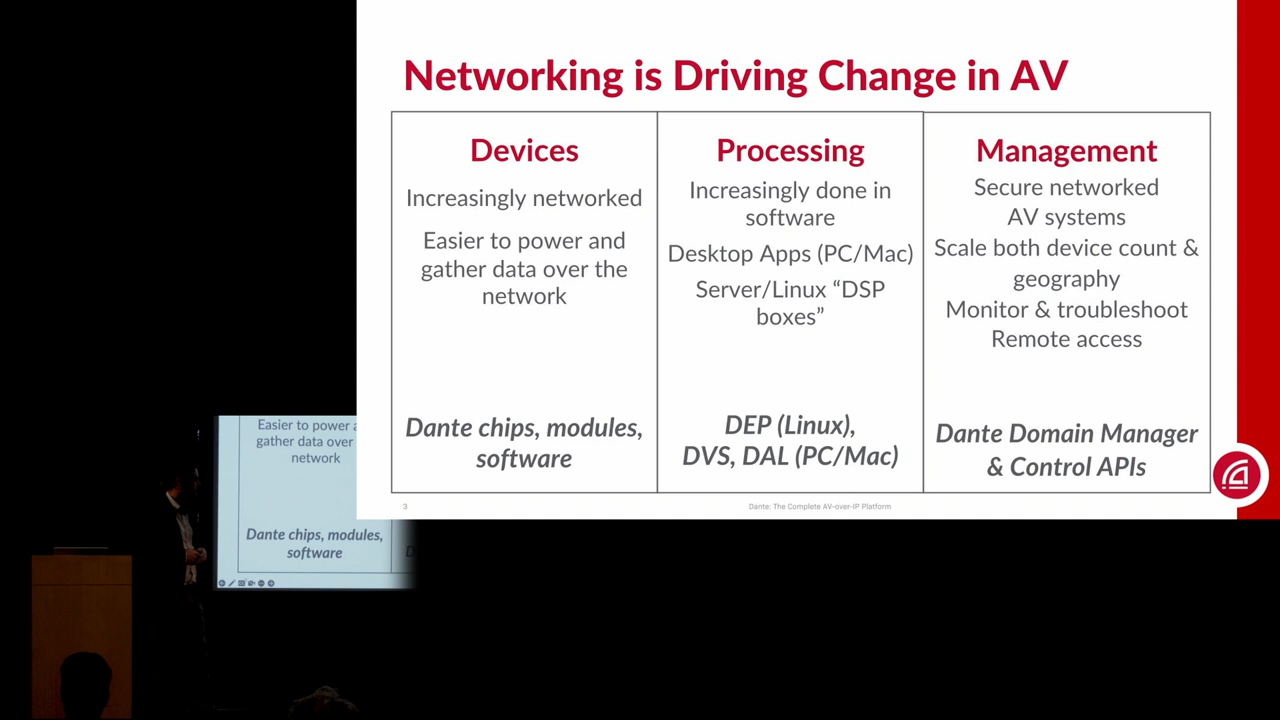 Networking is Driving Change in AV
Devices
Increasingly networked
Easier to power and
gather data over the
network
Dante chips, modules,
software
Processing
Increasingly done in
software
Desktop Apps (PC/Mac)
Server/Linux “DSP
boxes”
DEP (Linux),
DVS, DAL (PC/Mac)
Management
Secure networked
AV systems
Scale both device count &
geography
Monitor & troubleshoot
Remote access
Dante Domain Manager
& Control APIs
3
Dante: The Complete AV-over-IP Platform
Easier to power
gather data over
network
Dante chips, modules,
software